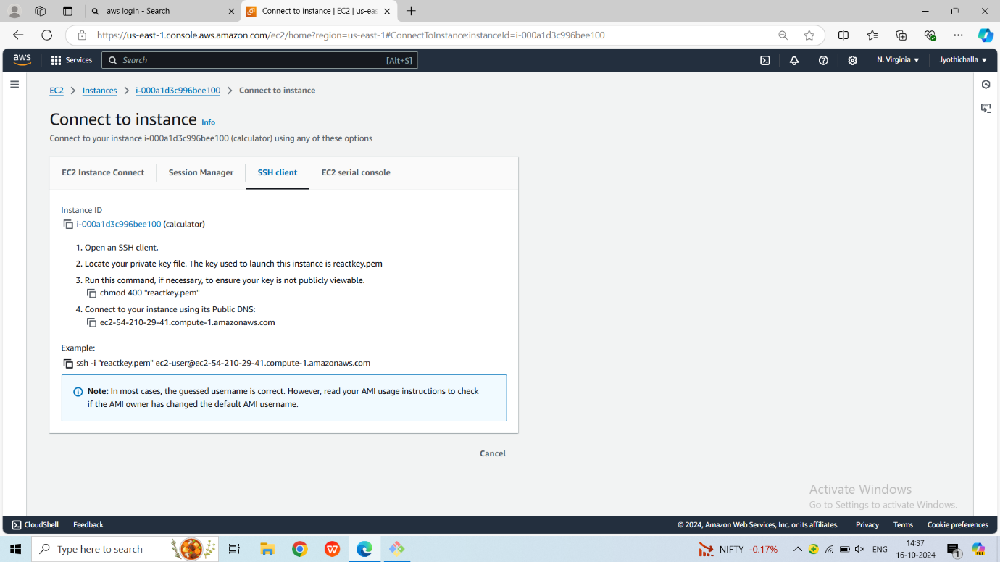 aws login - Search
Connect to instance | EC2 | us-eas
https://us-east-1.console.aws.amazon.com/ec2/home?region=us-east-1#ConnectToInstance:instanceId=i-000a1d3c996bee100
aws
Services
Search
[Alt+S]
N. Virginia
Jyothichalla
EC2 > Instances > i-000a1d3c996bee100 > Connect to instance
Connect to instance Info
Connect to your instance i-000a1d3c996bee100 (calculator) using any of these options
EC2 Instance Connect
Session Manager
SSH client
EC2 serial console
Instance ID
i-000a1d3c996bee100 (calculator)
1. Open an SSH client.
2. Locate your private key file. The key used to launch this instance is reactkey.pem
3. Run this command, if necessary, to ensure your key is not publicly viewable.
chmod 400 "reactkey.pem"
4. Connect to your instance using its Public DNS:
ec2-54-210-29-41.compute-1.amazonaws.com
Example:
ssh -i "reactkey.pem" ec2-user@ec2-54-210-29-41.compute-1.amazonaws.com
Note: In most cases, the guessed username is correct. However, read your AMI usage instructions to check
if the AMI owner has changed the default AMI username.
Cancel
Activate Windows
Go to Settings to activate Windows.
CloudShell
Feedback
© 2024, Amazon Web Services, Inc. or its affiliates.
Privacy
Terms
Cookie preferences
Type here to search
NIFTY -0.17%
ENG
14:37
16-10-2024
1
PRE